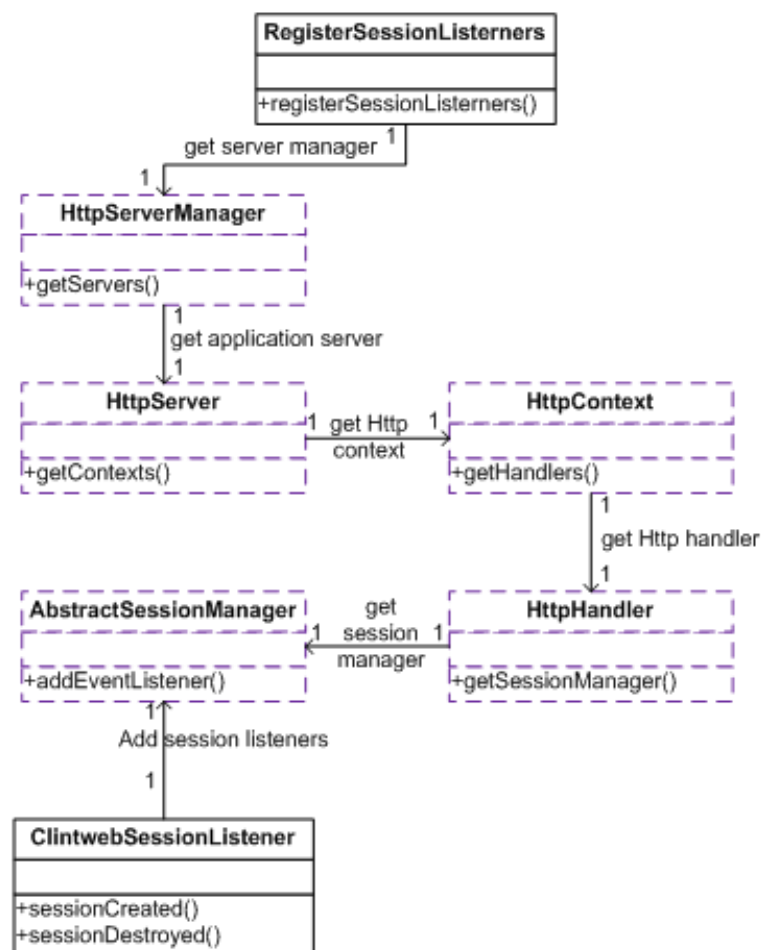 RegisterSessionListerners
+registerSessionListerners()
1
get server manager
1
HttpServerManager
+getServers()
1
get application server
1
HttpServer
+getContexts()
1
get Http
context
1
HttpContext
+getHandlers()
1
get Http handler
1
HttpHandler
+getSessionManager()
1
get
session
manager
1
AbstractSessionManager
+addEventListener()
1
Add session listeners
1
ClintwebSessionListener
+sessionCreated()
+sessionDestroyed()